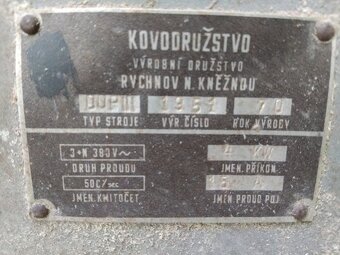 KOVODRUŽSTVO
VÝROBNÍ DRUŽSTVO
RYCHNOV N. KNĚŽNOU
70
TYP STROJE VÝR. ČÍSLO ROK VÝROBY
3+N 380V~ KW
DRUH PROUDU JMEN. PŘÍKON
50C/sec A
JMEN. KMITOČET JMEN PROUD POJ